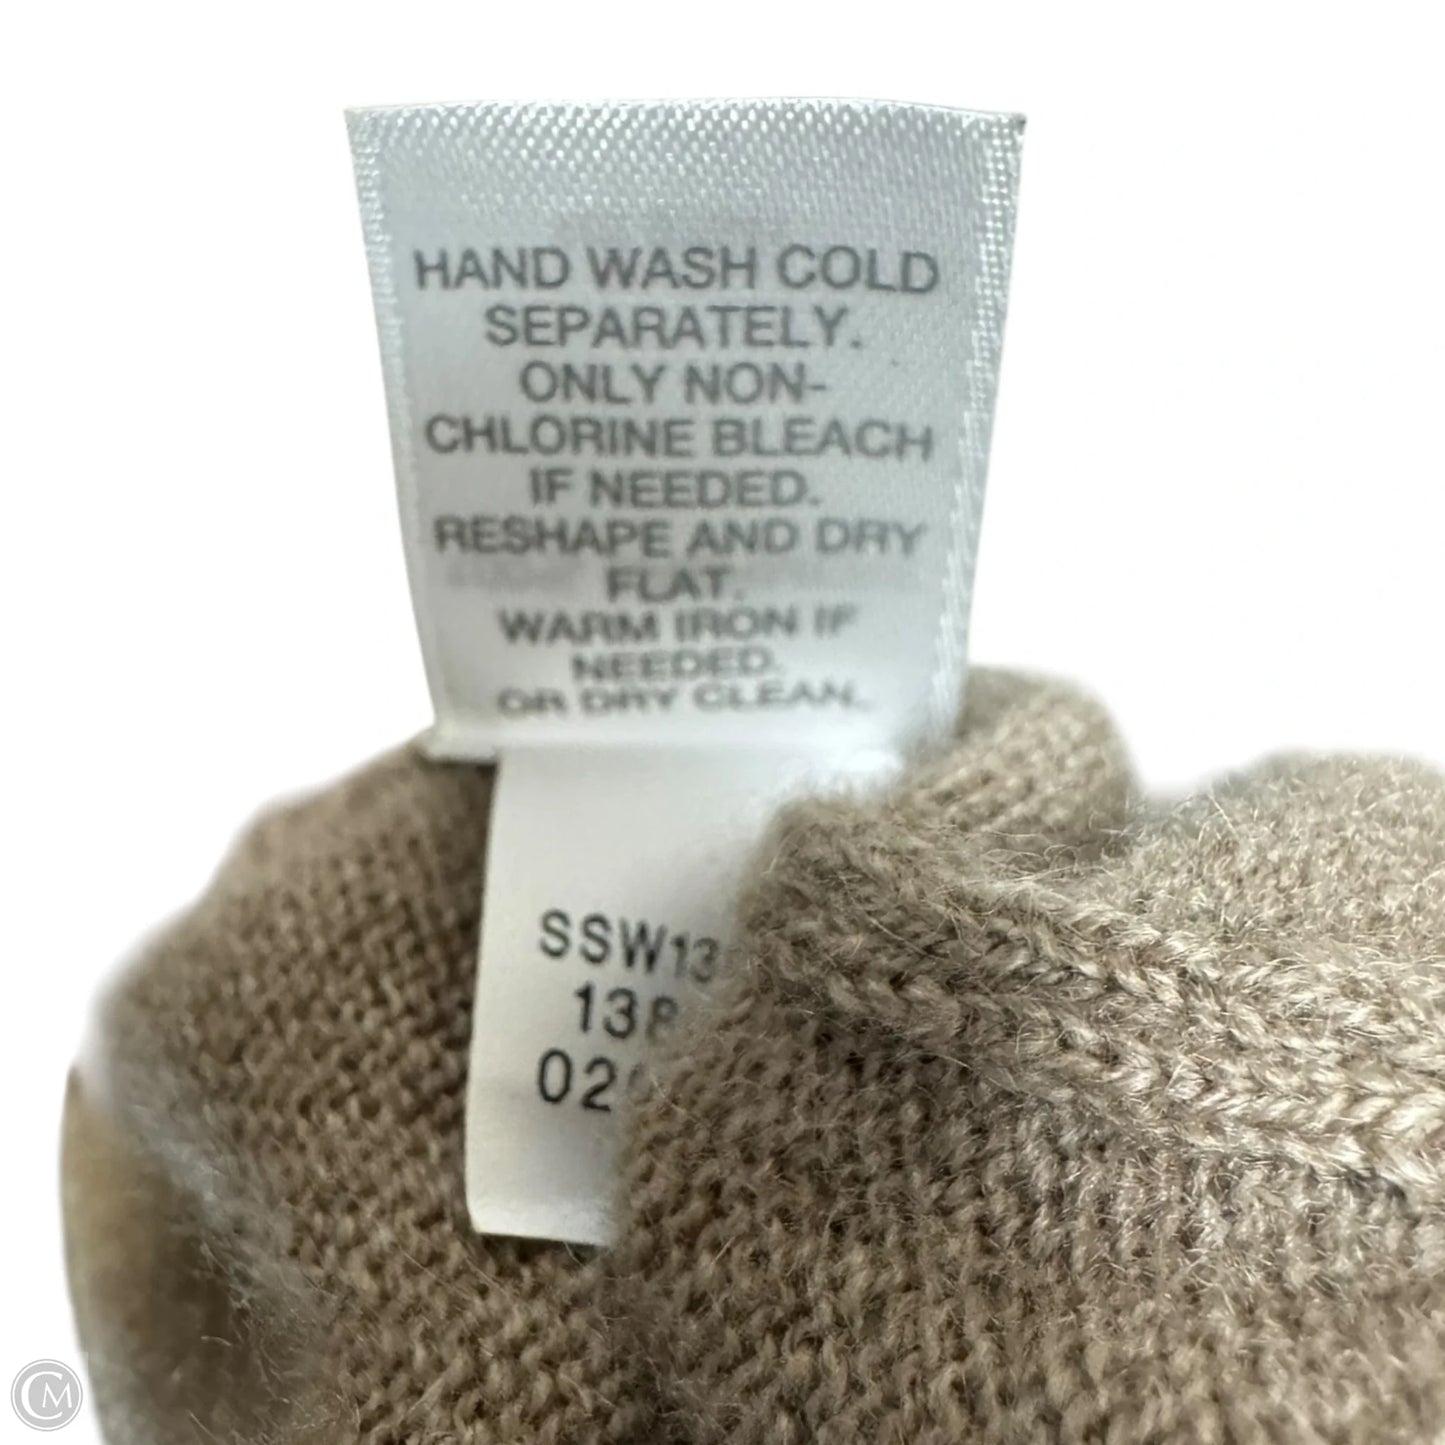 HAND WASH COLD
SEPARATELY.
ONLY NON-
CHLORINE BLEACH
IF NEEDED.
RESHAPE AND DRY
FLAT.
WARM IRON IF
NEEDED.
OR DRY CLEAN.
SSW13
13
02
CM